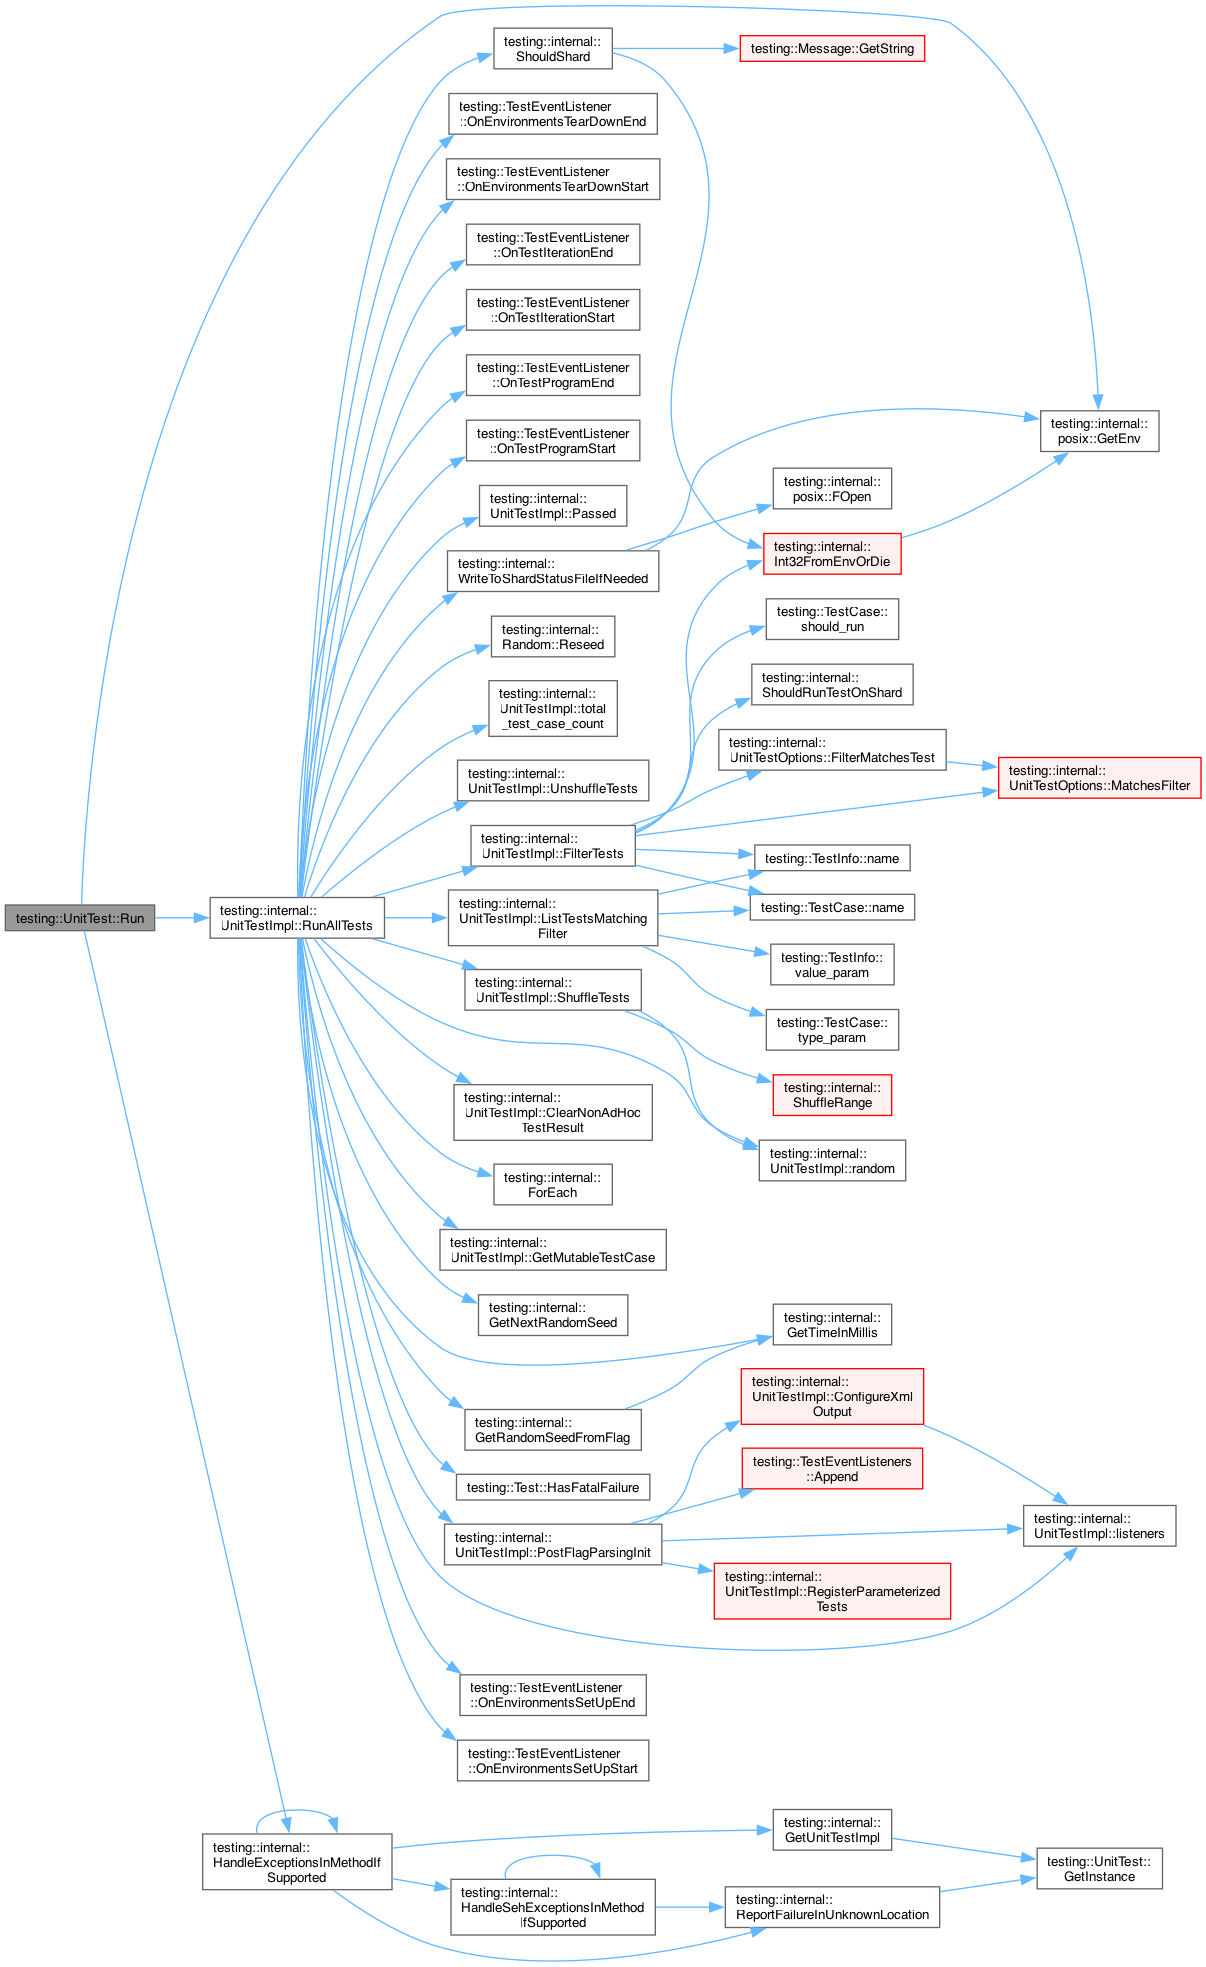 testing::UnitTest::Run
testing::internal::
UnitTestImpl::RunAllTests
testing::internal::
HandleExceptionsInMethodIf
Supported
testing::internal::
ShouldShard
testing::TestEventListener
::OnEnvironmentsTearDownEnd
testing::TestEventListener
::OnEnvironmentsTearDownStart
testing::TestEventListener
::OnTestIterationEnd
testing::TestEventListener
::OnTestIterationStart
testing::TestEventListener
::OnTestProgramEnd
testing::TestEventListener
::OnTestProgramStart
testing::internal::
UnitTestImpl::Passed
testing::internal::
WriteToShardStatusFileIfNeeded
testing::internal::
Random::Reseed
testing::internal::
UnitTestImpl::total
_test_case_count
testing::internal::
UnitTestImpl::UnshuffleTests
testing::internal::
UnitTestImpl::FilterTests
testing::internal::
UnitTestImpl::ListTestsMatching
Filter
testing::internal::
UnitTestImpl::ShuffleTests
testing::internal::
UnitTestImpl::ClearNonAdHoc
TestResult
testing::internal::
ForEach
testing::internal::
UnitTestImpl::GetMutableTestCase
testing::internal::
GetNextRandomSeed
testing::internal::
GetRandomSeedFromFlag
testing::Test::HasFatalFailure
testing::internal::
UnitTestImpl::PostFlagParsingInit
testing::TestEventListener
::OnEnvironmentsSetUpEnd
testing::TestEventListener
::OnEnvironmentsSetUpStart
testing::internal::
HandleSehExceptionsInMethod
IfSupported
testing::Message::GetString
testing::internal::
posix::FOpen
testing::internal::
Int32FromEnvOrDie
testing::TestCase::
should_run
testing::internal::
ShouldRunTestOnShard
testing::internal::
UnitTestOptions::FilterMatchesTest
testing::TestInfo::name
testing::TestCase::name
testing::TestInfo::
value_param
testing::TestCase::
type_param
testing::internal::
ShuffleRange
testing::internal::
UnitTestImpl::random
testing::internal::
GetTimeInMillis
testing::internal::
UnitTestImpl::ConfigureXml
Output
testing::TestEventListeners
::Append
testing::internal::
UnitTestImpl::RegisterParameterized
Tests
testing::internal::
GetUnitTestImpl
testing::internal::
ReportFailureInUnknownLocation
testing::internal::
posix::GetEnv
testing::internal::
UnitTestOptions::MatchesFilter
testing::internal::
UnitTestImpl::listeners
testing::UnitTest::
GetInstance